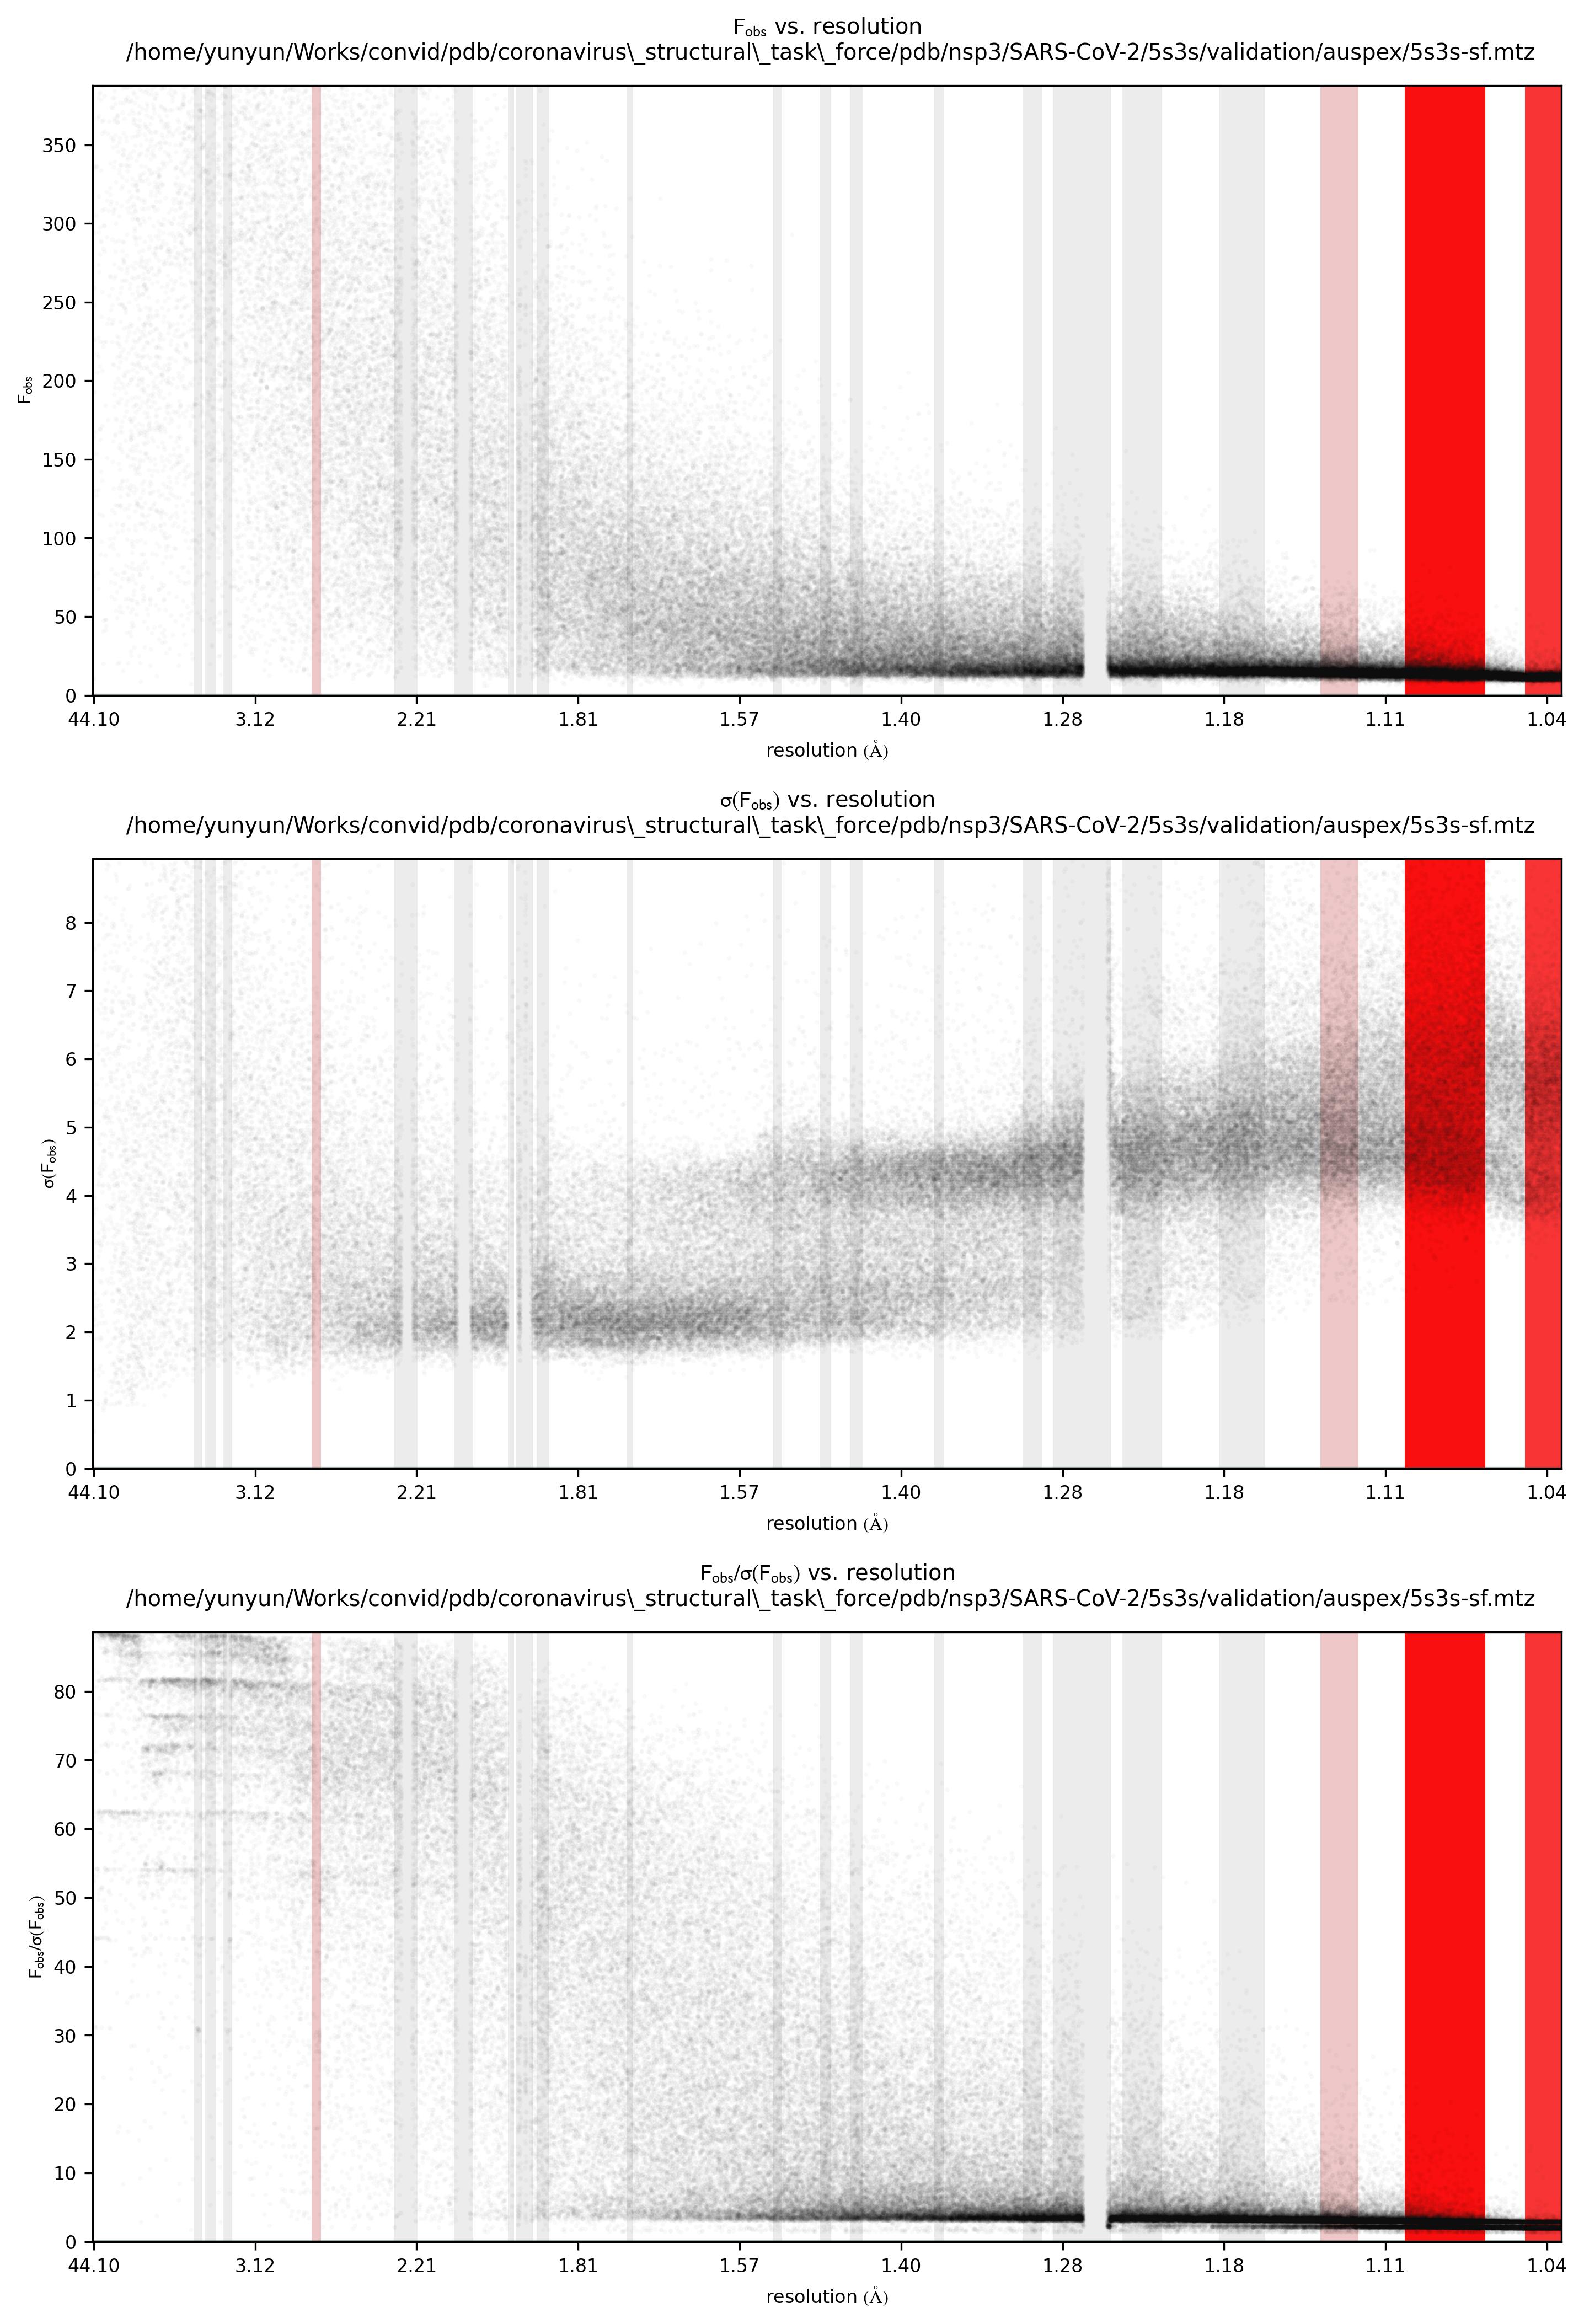 Fobs vs. resolution
/home/yunyun/Works/convid/pdb/coronavirus\_structural\_task\_force/pdb/nsp3/SARS-CoV-2/5s3s/validation/auspex/5s3s-sf.mtz
350
300
250
200
150
100
50
0
Fobs
44.10 3.12 2.21 1.81 1.57 1.40 1.28 1.18 1.11 1.04
resolution (Å)
σ(Fobs) vs. resolution
/home/yunyun/Works/convid/pdb/coronavirus\_structural\_task\_force/pdb/nsp3/SARS-CoV-2/5s3s/validation/auspex/5s3s-sf.mtz
8
7
6
5
4
3
2
1
0
σ(Fobs)
44.10 3.12 2.21 1.81 1.57 1.40 1.28 1.18 1.11 1.04
resolution (Å)
Fobs/σ(Fobs) vs. resolution
/home/yunyun/Works/convid/pdb/coronavirus\_structural\_task\_force/pdb/nsp3/SARS-CoV-2/5s3s/validation/auspex/5s3s-sf.mtz
80
70
60
50
40
30
20
10
0
Fobs/σ(Fobs)
44.10 3.12 2.21 1.81 1.57 1.40 1.28 1.18 1.11 1.04
resolution (Å)